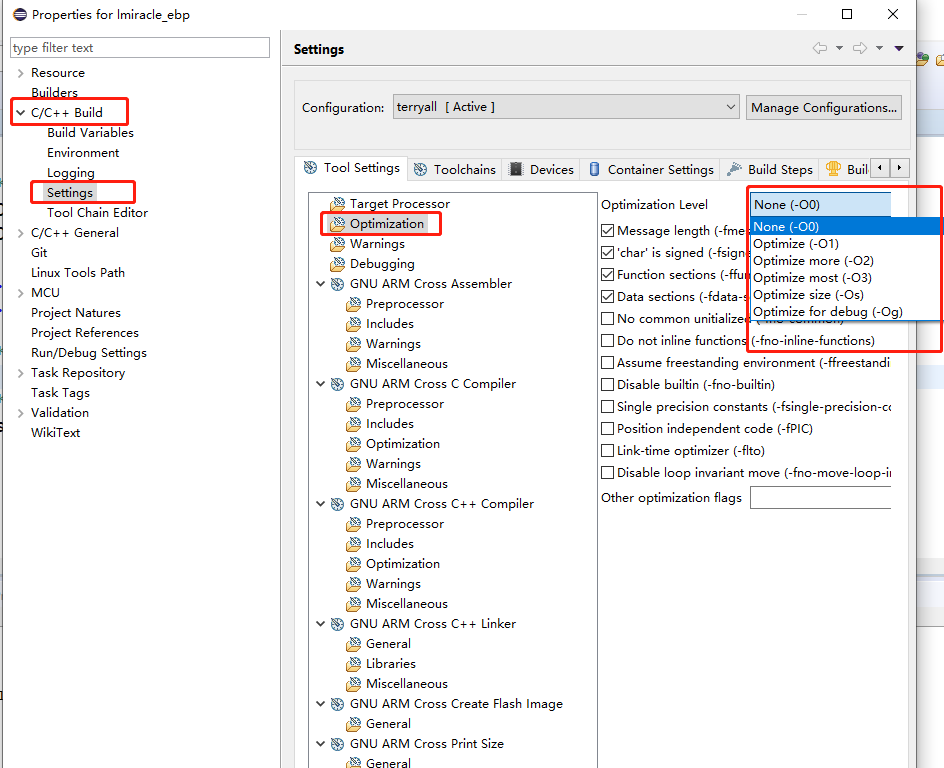 Properties for lmiracle_ebp
type filter text
Resource
Builders
C/C++ Build
Build Variables
Environment
Logging
Settings
Tool Chain Editor
C/C++ General
Git
Linux Tools Path
MCU
Project Natures
Project References
Run/Debug Settings
Task Repository
Task Tags
Validation
WikiText
Settings
Configuration: terryall [ Active ] Manage Configurations...
Tool Settings Toolchains Devices Container Settings Build Steps Buil
Target Processor
Optimization
Warnings
Debugging
GNU ARM Cross Assembler
Preprocessor
Includes
Warnings
Miscellaneous
GNU ARM Cross C Compiler
Preprocessor
Includes
Optimization
Warnings
Miscellaneous
GNU ARM Cross C++ Compiler
Preprocessor
Includes
Optimization
Warnings
Miscellaneous
GNU ARM Cross C++ Linker
General
Libraries
Miscellaneous
GNU ARM Cross Create Flash Image
General
GNU ARM Cross Print Size
General
Optimization Level None (-O0)
None (-O0)
Optimize (-O1)
Optimize more (-O2)
Optimize most (-O3)
Optimize size (-Os)
Optimize for debug (-Og)
Message length (-fme
'char' is signed (-fsigne
Function sections (-ffun
Data sections (-fdata-s
No common unitialized (-fno-common)
Do not inline functions (-fno-inline-functions)
Assume freestanding environment (-ffreestandi
Disable builtin (-fno-builtin)
Single precision constants (-fsingle-precision-co
Position independent code (-fPIC)
Link-time optimizer (-flto)
Disable loop invariant move (-fno-move-loop-in
Other optimization flags